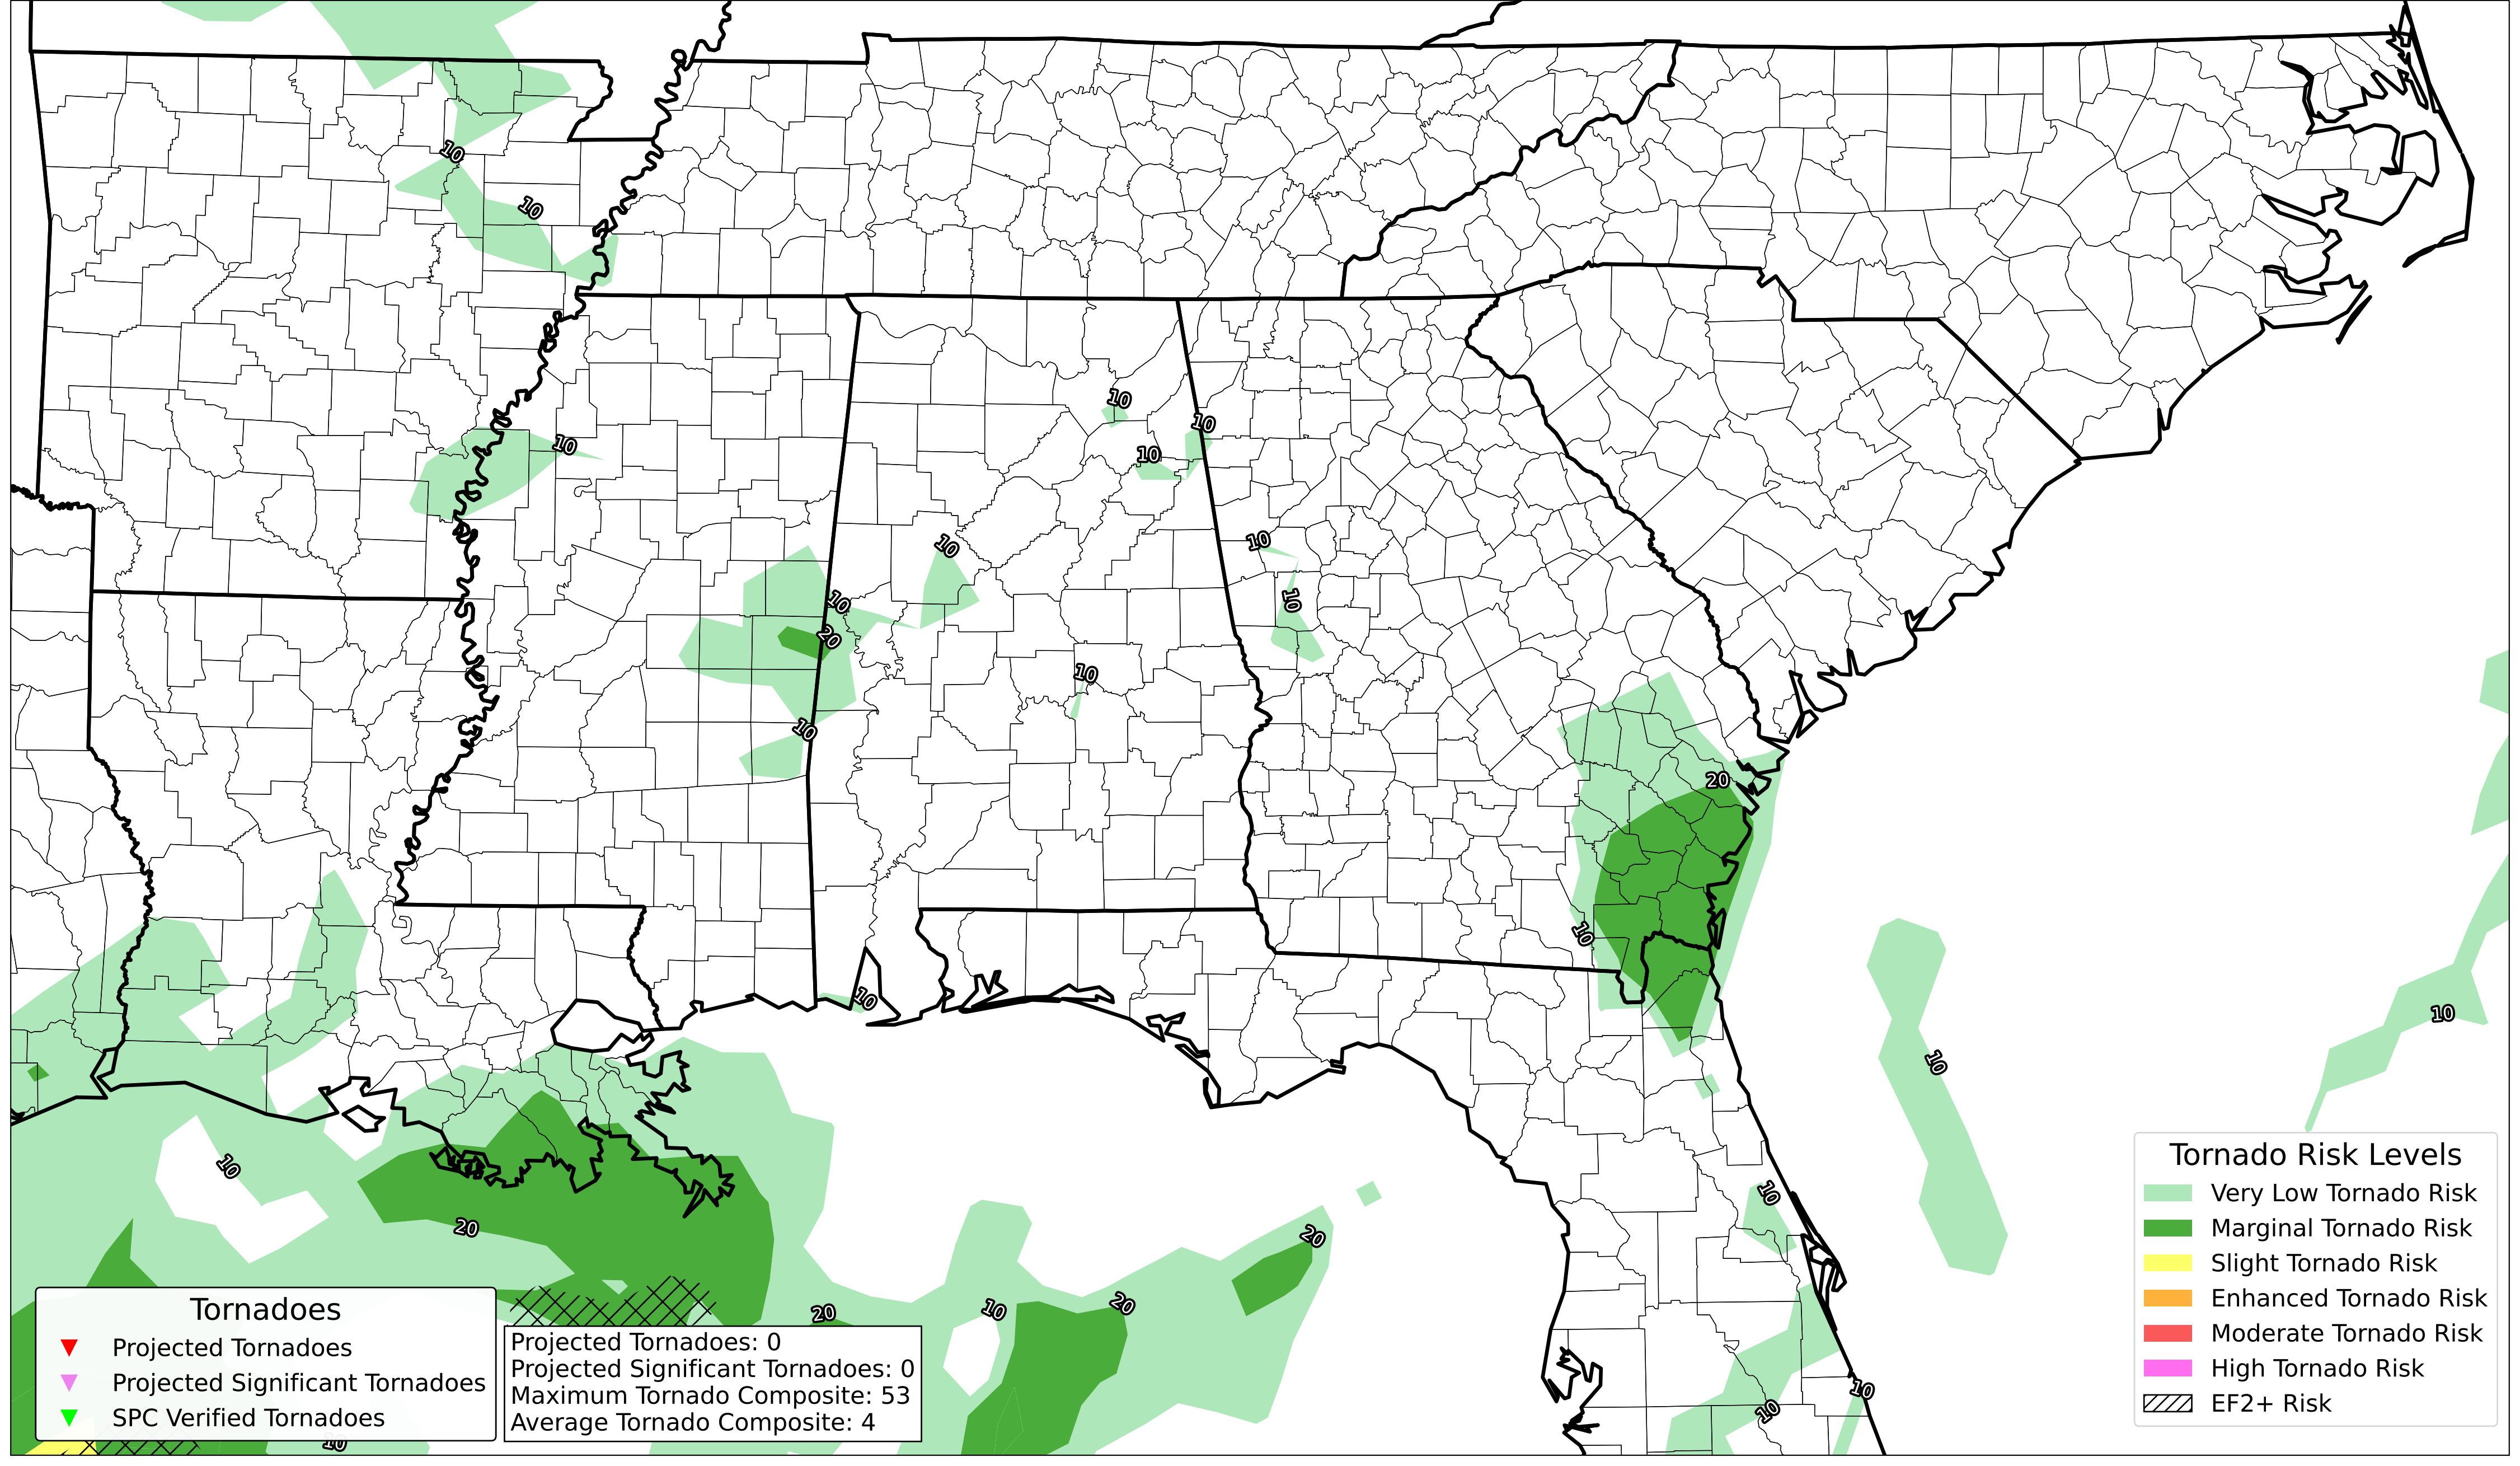 10
10
10
10
10
10
10
10
10
10
20
10
10
20
10
10
10
10
10
10
20
20
10
20
20
10
10
10
Tornado Risk Levels
Very Low Tornado Risk
Marginal Tornado Risk
Slight Tornado Risk
Enhanced Tornado Risk
Moderate Tornado Risk
High Tornado Risk
EF2+ Risk
Tornadoes
Projected Tornadoes
Projected Significant Tornadoes
SPC Verified Tornadoes
Projected Tornadoes: 0
Projected Significant Tornadoes: 0
Maximum Tornado Composite: 53
Average Tornado Composite: 4
10